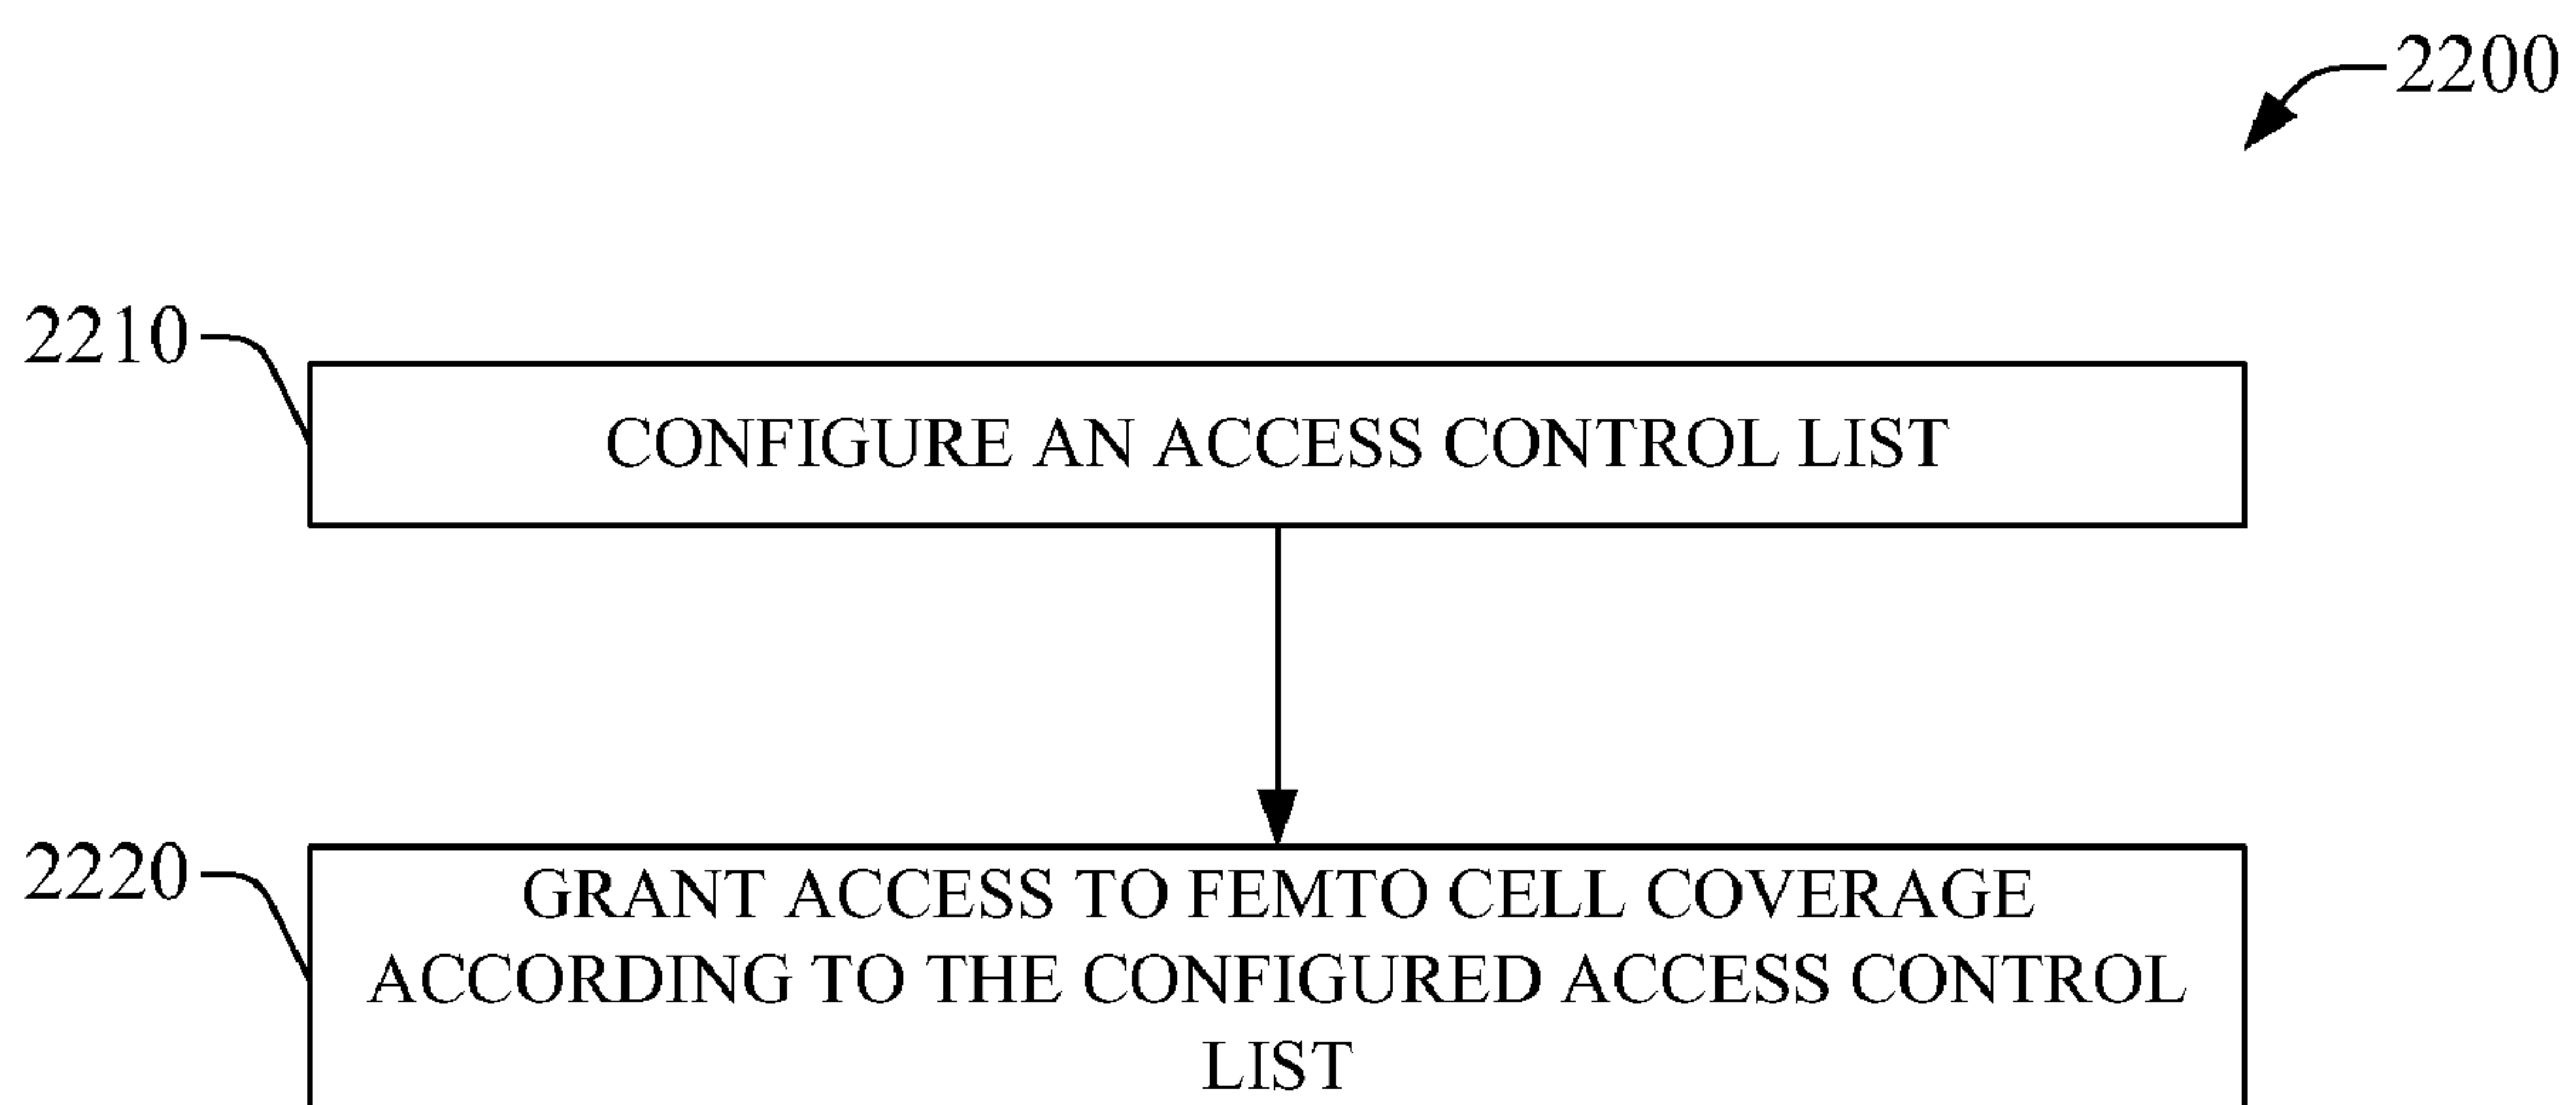 2200
2210
CONFIGURE AN ACCESS CONTROL LIST
2220
GRANT ACCESS TO FEMTO CELL COVERAGE
ACCORDING TO THE CONFIGURED ACCESS CONTROL
LIST